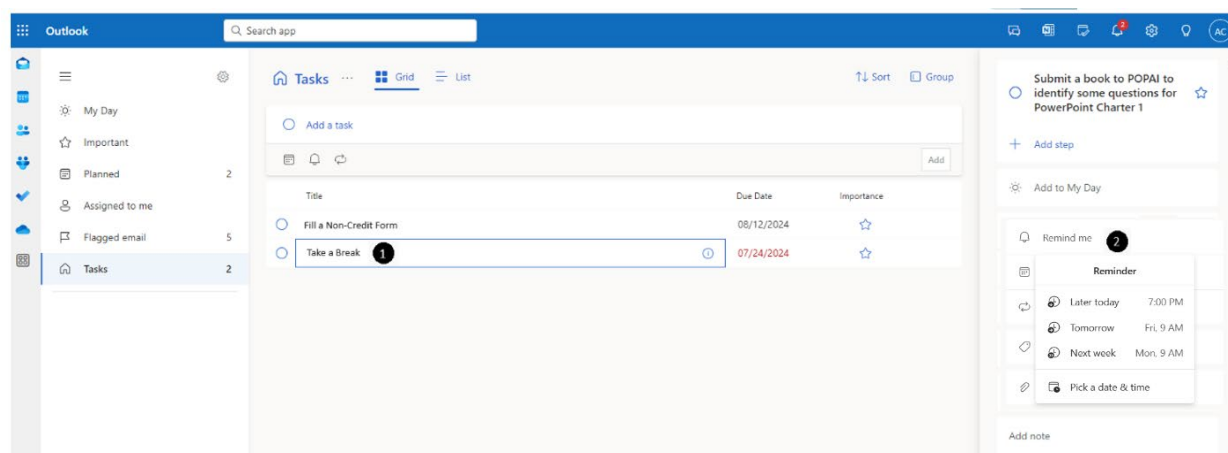 Outlook
Search app
2
AC
My Day
Important
Planned 2
Assigned to me
Flagged email 5
Tasks 2
Tasks ... Grid List
Sort Group
Add a task
Add
Title Due Date Importance
Fill a Non-Credit Form 08/12/2024
Take a Break 1 07/24/2024
Submit a book to POPAI to
identify some questions for
PowerPoint Charter 1
Add step
Add to My Day
Remind me 2
Reminder
Later today 7:00 PM
Tomorrow Fri, 9 AM
Next week Mon, 9 AM
Pick a date & time
Add note